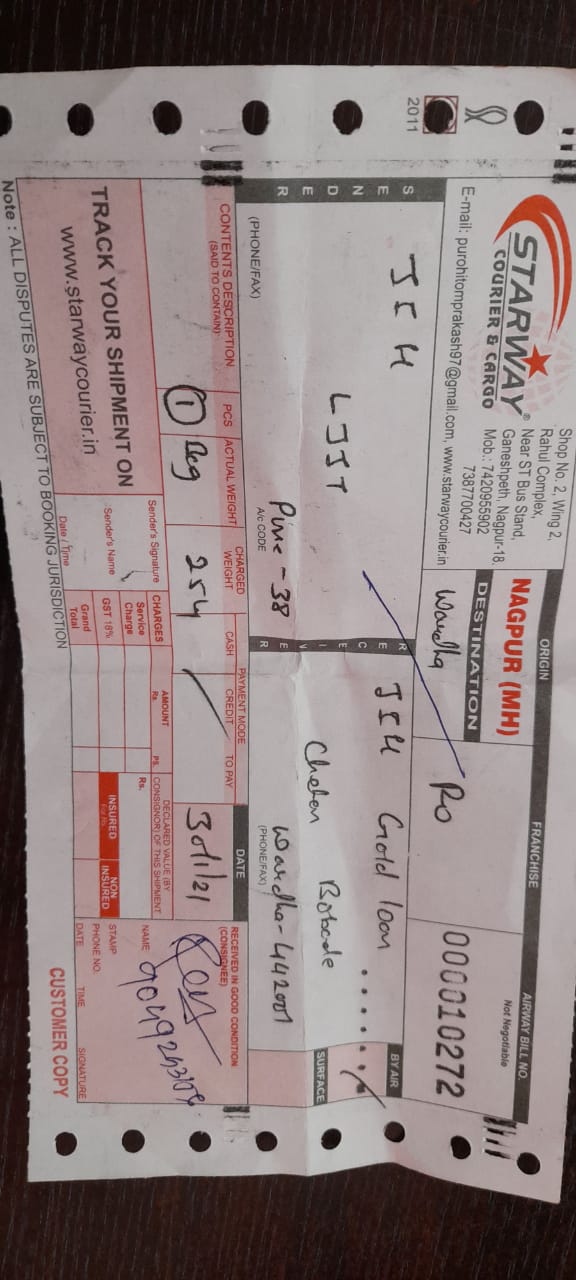 STARWAY®
COURIER & CARGO
Shop No. 2, Wing 2,
Rahul Complex,
Near ST Bus Stand,
Ganeshpeth, Nagpur-18.
Mob.: 7420955902
7387700427
E-mail: purohitomprakash97@gmail.com, www.starwaycourier.in
2011
ORIGIN
NAGPUR (MH)
DESTINATION
Wardha
FRANCHISE
RO
AIRWAY BILL NO.
Not Negotiable
000010272
SENDER
(PHONE/FAX)
Pune-38
A/c CODE
RECEIVER
Gold loan
Chetan
Wardha-442001
(PHONE/FAX)
BY AIR
SURFACE
CONTENTS DESCRIPTION
(SAID TO CONTAIN)
PCS
1
ACTUAL WEIGHT
CHARGED
WEIGHT
254
PAYMENT MODE
CASH
CREDIT
TO PAY
DATE
30/1/21
RECEIVED IN GOOD CONDITION
(CONSIGNEE)
NAME
STAMP
PHONE NO.
DATE
TIME
SIGNATURE
TRACK YOUR SHIPMENT ON
www.starwaycourier.in
Sender's Signature
Sender's Name
Date / Time
CHARGES
AMOUNT
Rs.
Ps.
Service
Charge
GST 18%
Grand
Total
DECLARED VALUE (BY
CONSIGNOR) OF THIS SHIPMENT
Rs.
INSURED
NON
INSURED
CUSTOMER COPY
Note : ALL DISPUTES ARE SUBJECT TO BOOKING JURISDICTION